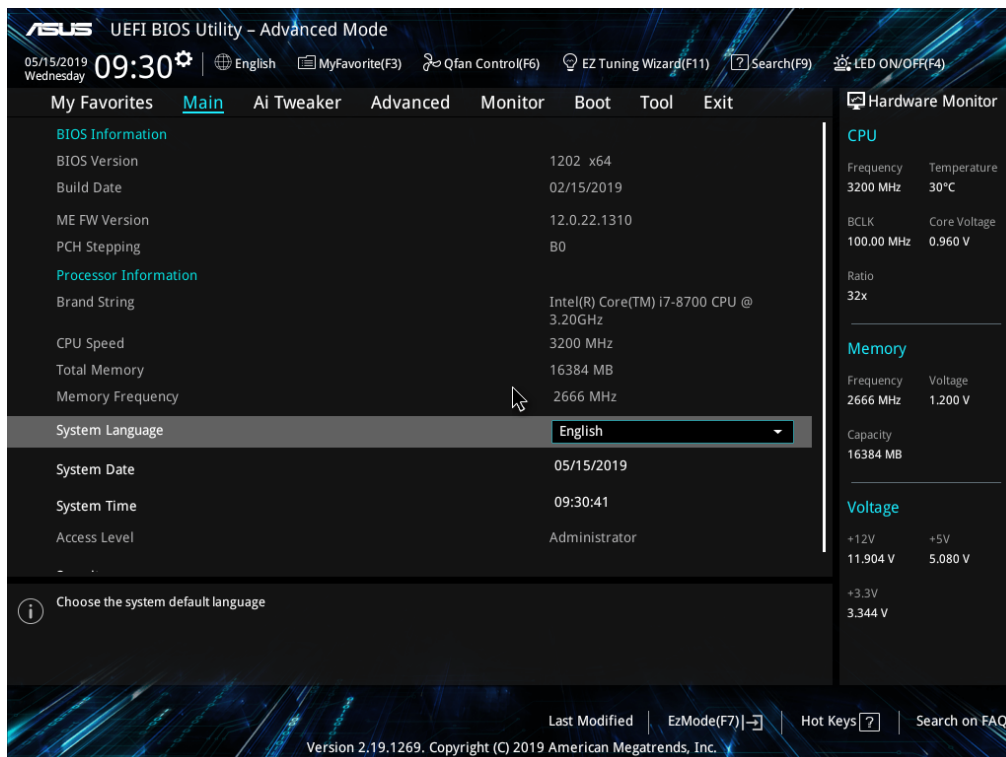 ASUS UEFI BIOS Utility – Advanced Mode
05/15/2019
Wednesday
09:30
English MyFavorite(F3) Qfan Control(F6) EZ Tuning Wizard(F11) ? Search(F9) LED ON/OFF(F4)
My Favorites Main Ai Tweaker Advanced Monitor Boot Tool Exit
BIOS Information
BIOS Version 1202 x64
Build Date 02/15/2019
ME FW Version 12.0.22.1310
PCH Stepping B0
Processor Information
Brand String Intel(R) Core(TM) i7-8700 CPU @
3.20GHz
CPU Speed 3200 MHz
Total Memory 16384 MB
Memory Frequency 2666 MHz
System Language English
System Date 05/15/2019
System Time 09:30:41
Access Level Administrator
i Choose the system default language
Hardware Monitor
CPU
Frequency Temperature
3200 MHz 30°C
BCLK Core Voltage
100.00 MHz 0.960 V
Ratio
32x
Memory
Frequency Voltage
2666 MHz 1.200 V
Capacity
16384 MB
Voltage
+12V +5V
11.904 V 5.080 V
+3.3V
3.344 V
Last Modified EzMode(F7) Hot Keys ? Search on FAQ
Version 2.19.1269. Copyright (C) 2019 American Megatrends, Inc.